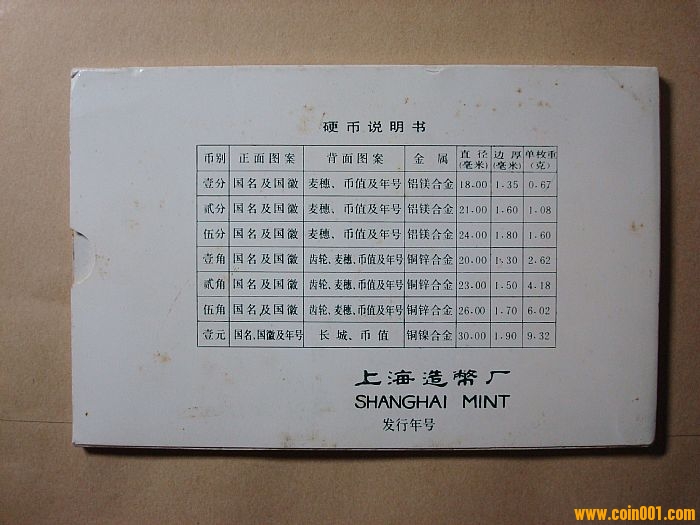 硬币说明书
币别 正面图案 背面图案 金属 直径(毫米) 边厚(毫米) 单枚重(克)
壹分 国名及国徽 麦穗、币值及年号 铝镁合金 18.00 1.35 0.67
贰分 国名及国徽 麦穗、币值及年号 铝镁合金 21.00 1.60 1.08
伍分 国名及国徽 麦穗、币值及年号 铝镁合金 24.00 1.80 1.60
壹角 国名及国徽 齿轮、麦穗、币值及年号 铜锌合金 20.00 1.30 2.62
贰角 国名及国徽 齿轮、麦穗、币值及年号 铜锌合金 23.00 1.50 4.18
伍角 国名及国徽 齿轮、麦穗、币值及年号 铜锌合金 26.00 1.70 6.02
壹元 国名、国徽及年号 长城、币值 铜镍合金 30.00 1.90 9.32
上海造幣厂
SHANGHAI MINT
发行年号
www.coin001.com